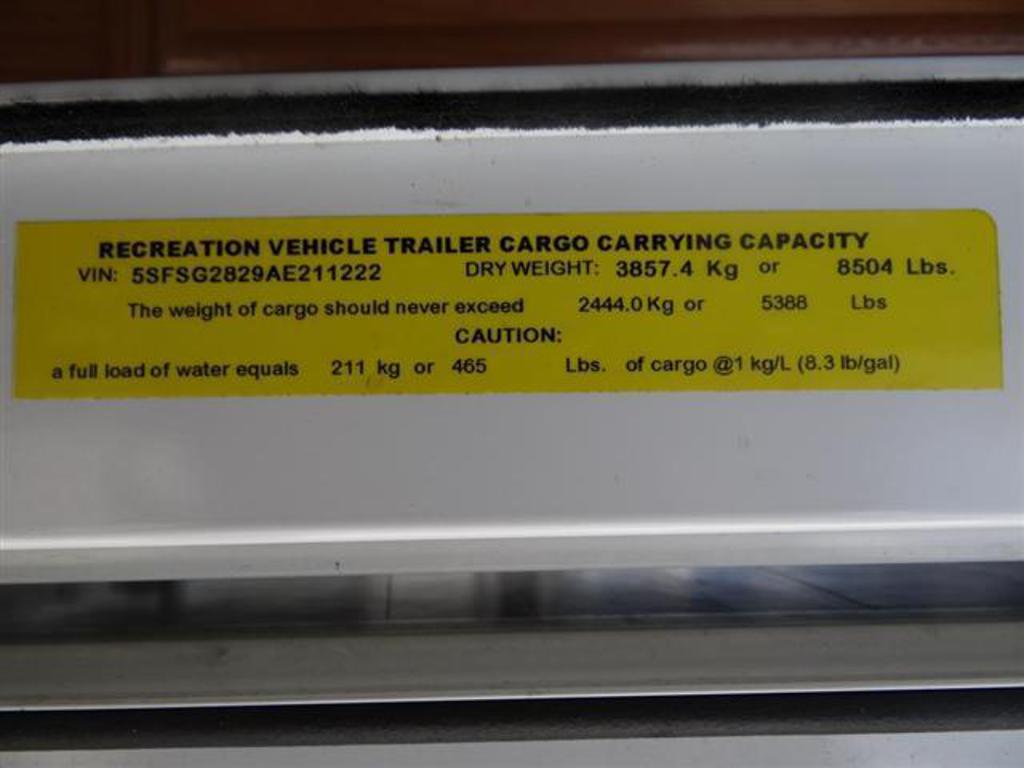 RECREATION VEHICLE TRAILER CARGO CARRYING CAPACITY
VIN: 5SFSG2829AE211222 DRY WEIGHT: 3857.4 Kg or 8504 Lbs.
The weight of cargo should never exceed 2444.0 Kg or 5388 Lbs
CAUTION:
a full load of water equals 211 kg or 465 Lbs. of cargo @1 kg/L (8.3 lb/gal)